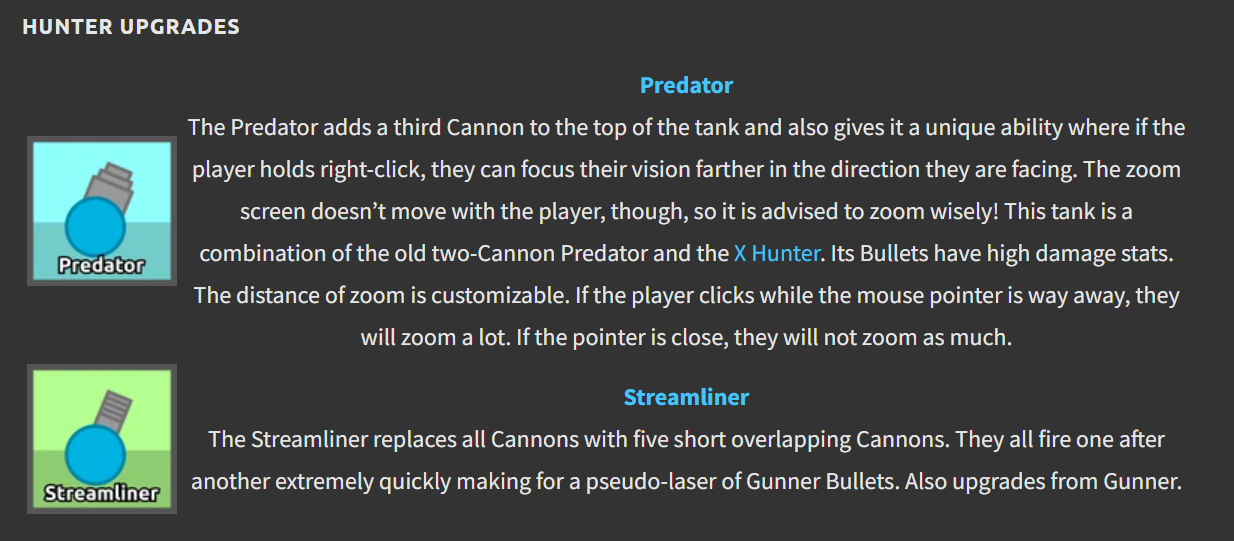 HUNTER UPGRADES
Predator
The Predator adds a third Cannon to the top of the tank and also gives it a unique ability where if the
player holds right-click, they can focus their vision farther in the direction they are facing. The zoom
screen doesn’t move with the player, though, so it is advised to zoom wisely! This tank is a
combination of the old two-Cannon Predator and the X Hunter. Its Bullets have high damage stats.
The distance of zoom is customizable. If the player clicks while the mouse pointer is way away, they
will zoom a lot. If the pointer is close, they will not zoom as much.
Predator
Streamliner
The Streamliner replaces all Cannons with five short overlapping Cannons. They all fire one after
another extremely quickly making for a pseudo-laser of Gunner Bullets. Also upgrades from Gunner.
Streamliner